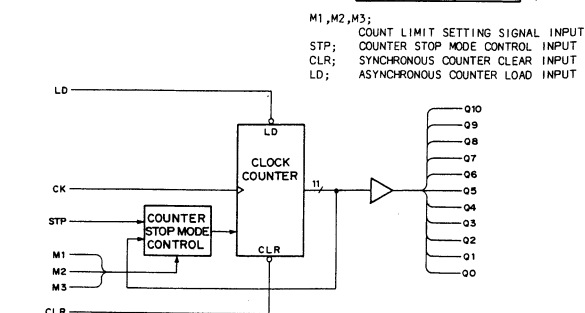 M1,M2,M3;
COUNT LIMIT SETTING SIGNAL INPUT
STP; COUNTER STOP MODE CONTROL INPUT
CLR; SYNCHRONOUS COUNTER CLEAR INPUT
LD; ASYNCHRONOUS COUNTER LOAD INPUT
LD
LD
CLOCK
COUNTER
CK
11
STP
COUNTER
STOP MODE
CONTROL
M1
M2
M3
CLR
CLR
Q10
Q9
Q8
Q7
Q6
Q5
Q4
Q3
Q2
Q1
Q0